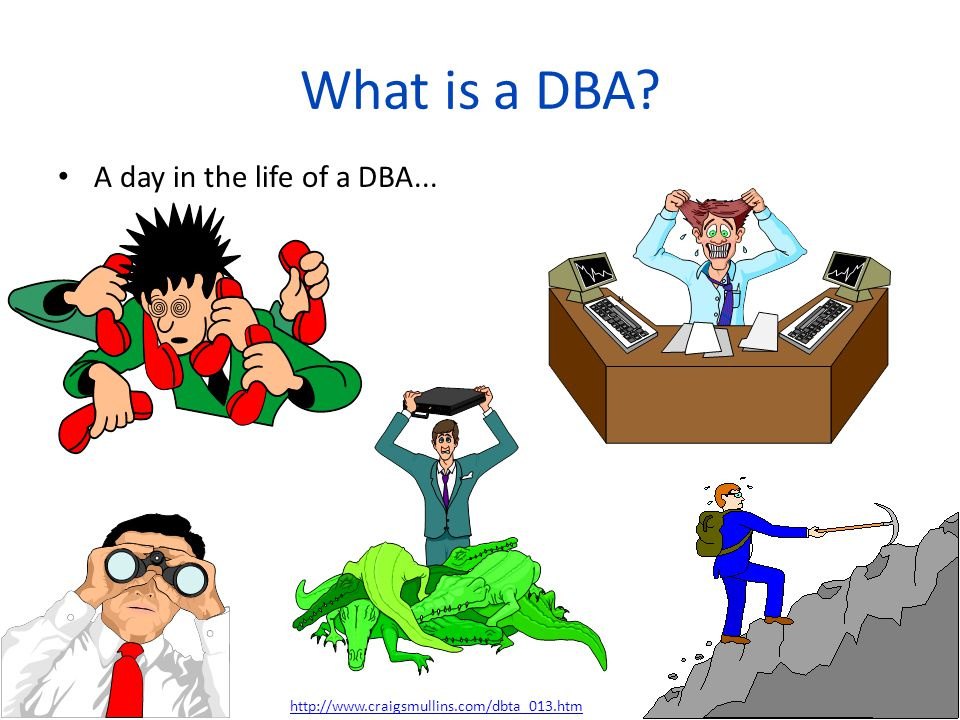 What is a DBA?
• A day in the life of a DBA...
http://www.craigsmullins.com/dbta_013.htm